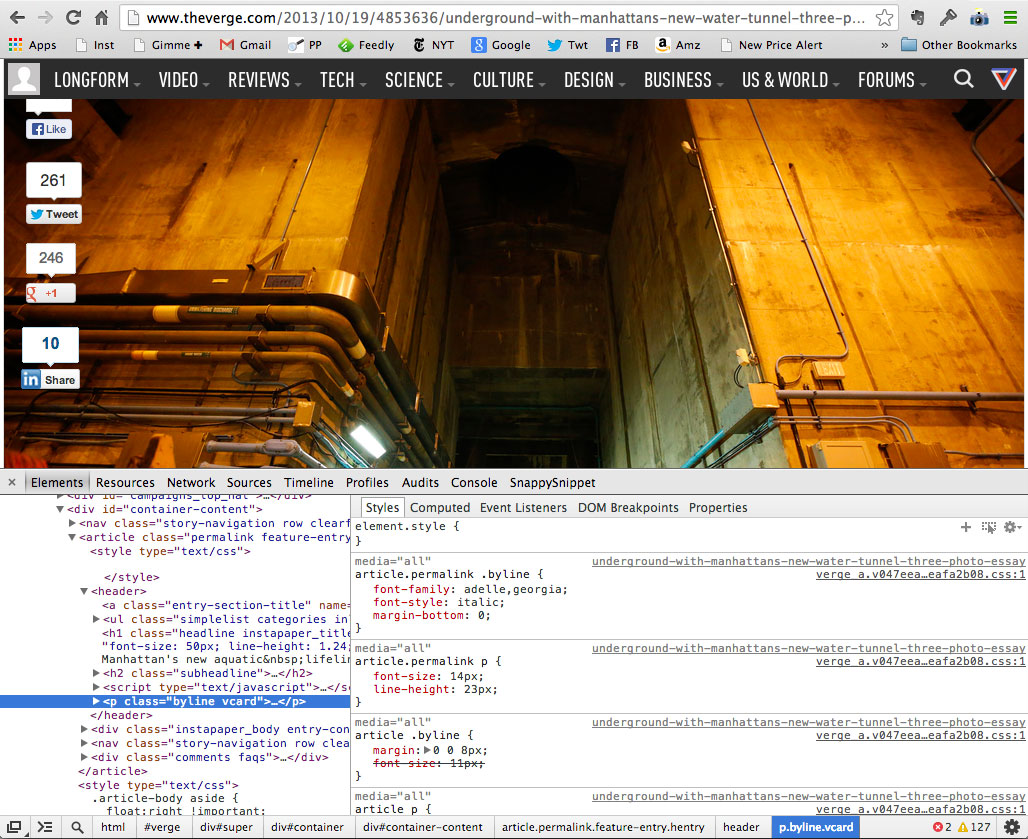 www.theverge.com/2013/10/19/4853636/underground-with-manhattans-new-water-tunnel-three-p...
Apps Inst Gimme + Gmail PP Feedly NYT Google Twt FB Amz New Price Alert » Other Bookmarks
LONGFORM VIDEO REVIEWS TECH SCIENCE CULTURE DESIGN BUSINESS US & WORLD FORUMS
Like
261
Tweet
246
+1
10
in Share
× Elements Resources Network Sources Timeline Profiles Audits Console SnappySnippet
<div id="campaigns_top_nat">…</div>
<div id="container-content">
<nav class="story-navigation row clearf
<article class="permalink feature-entry
<style type="text/css">
</style>
<header>
<a class="entry-section-title" name=
<ul class="simplelist categories in
<h1 class="headline instapaper_title
"font-size: 50px; line-height: 1.24;
Manhattan's new aquatic&nbsp;lifelin
<h2 class="subheadline">…</h2>
<script type="text/javascript">…</sc
<p class="byline vcard">…</p>
</header>
<div class="instapaper_body entry-con
<nav class="story-navigation row clea
<div class="comments faqs">…</div>
</article>
<style type="text/css">
.article-body aside {
float:right !important;
Styles Computed Event Listeners DOM Breakpoints Properties
element.style {
}
media="all" underground-with-manhattans-new-water-tunnel-three-photo-essay
article.permalink .byline { verge_a.v047eea…eafa2b08.css:1
font-family: adelle,georgia;
font-style: italic;
margin-bottom: 0;
}
media="all" underground-with-manhattans-new-water-tunnel-three-photo-essay
article.permalink p { verge_a.v047eea…eafa2b08.css:1
font-size: 14px;
line-height: 23px;
}
media="all" underground-with-manhattans-new-water-tunnel-three-photo-essay
article .byline { verge_a.v047eea…eafa2b08.css:1
margin: 0 0 8px;
font-size: 11px;
}
media="all" underground-with-manhattans-new-water-tunnel-three-photo-essay
article p { verge_a.v047eea…eafa2b08.css:1
html #verge div#super div#container div#container-content article.permalink.feature-entry.hentry header p.byline.vcard 2 127